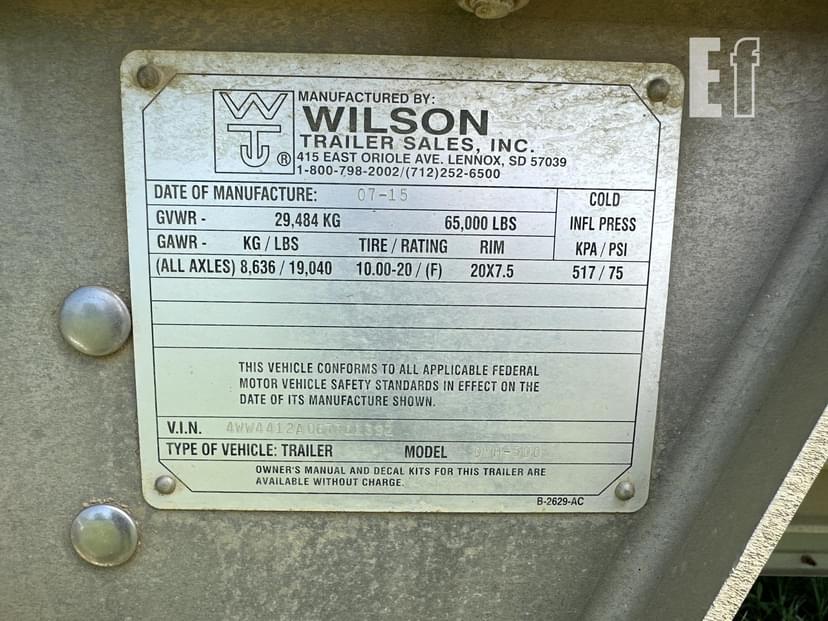 Ef
WTJ ®
MANUFACTURED BY:
WILSON
TRAILER SALES, INC.
415 EAST ORIOLE AVE. LENNOX, SD 57039
1-800-798-2002/(712)252-6500
DATE OF MANUFACTURE: 07-15
COLD
GVWR - 29,484 KG 65,000 LBS INFL PRESS
GAWR - KG / LBS TIRE / RATING RIM KPA / PSI
(ALL AXLES) 8,636 / 19,040 10.00-20 / (F) 20X7.5 517 / 75
THIS VEHICLE CONFORMS TO ALL APPLICABLE FEDERAL
MOTOR VEHICLE SAFETY STANDARDS IN EFFECT ON THE
DATE OF ITS MANUFACTURE SHOWN.
V.I.N.
TYPE OF VEHICLE: TRAILER MODEL
OWNER'S MANUAL AND DECAL KITS FOR THIS TRAILER ARE
AVAILABLE WITHOUT CHARGE.
B-2629-AC